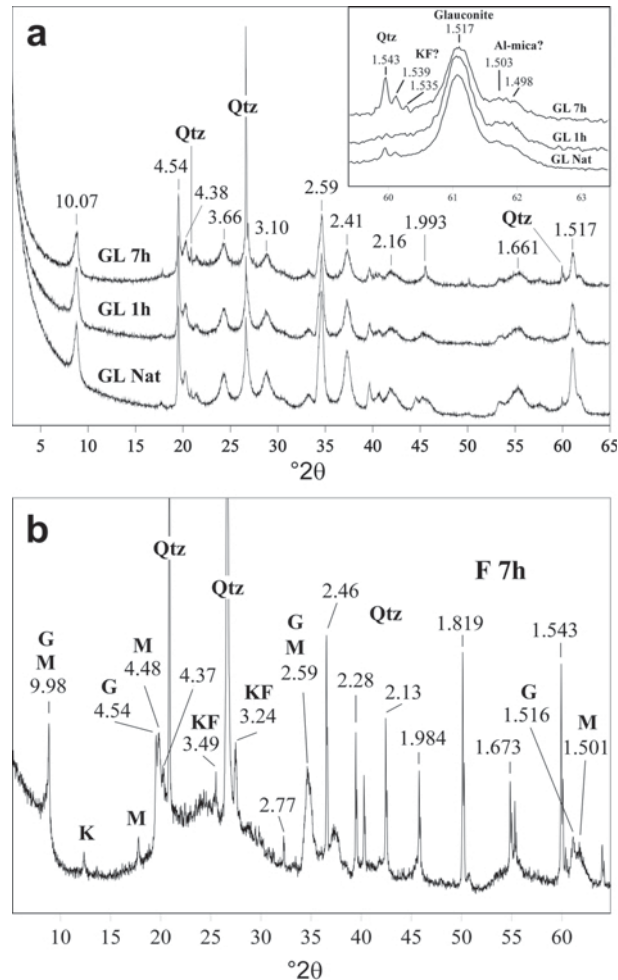 a
Glauconite
1.517
Qtz
1.543
KF?
1.539
1.535
Al-mica?
1.503
1.498
GL 7h
GL 1h
GL Nat
60 61 62 63
Qtz
Qtz
10.07
4.54
4.38
3.66
3.10
2.59
2.41
2.16
1.993
1.661
Qtz
1.517
GL 7h
GL 1h
GL Nat
5 10 15 20 25 30 35 40 45 50 55 60 65
°2θ
b
F 7h
G
M
9.98
K
M
G
4.54
M
4.48
4.37
Qtz
KF
3.49
Qtz
KF
3.24
2.77
G
M
2.59
2.46
2.28
Qtz
2.13
1.984
1.819
1.673
1.543
G
1.516
M
1.501
10 15 20 25 30 35 40 45 50 55 60
°2θ